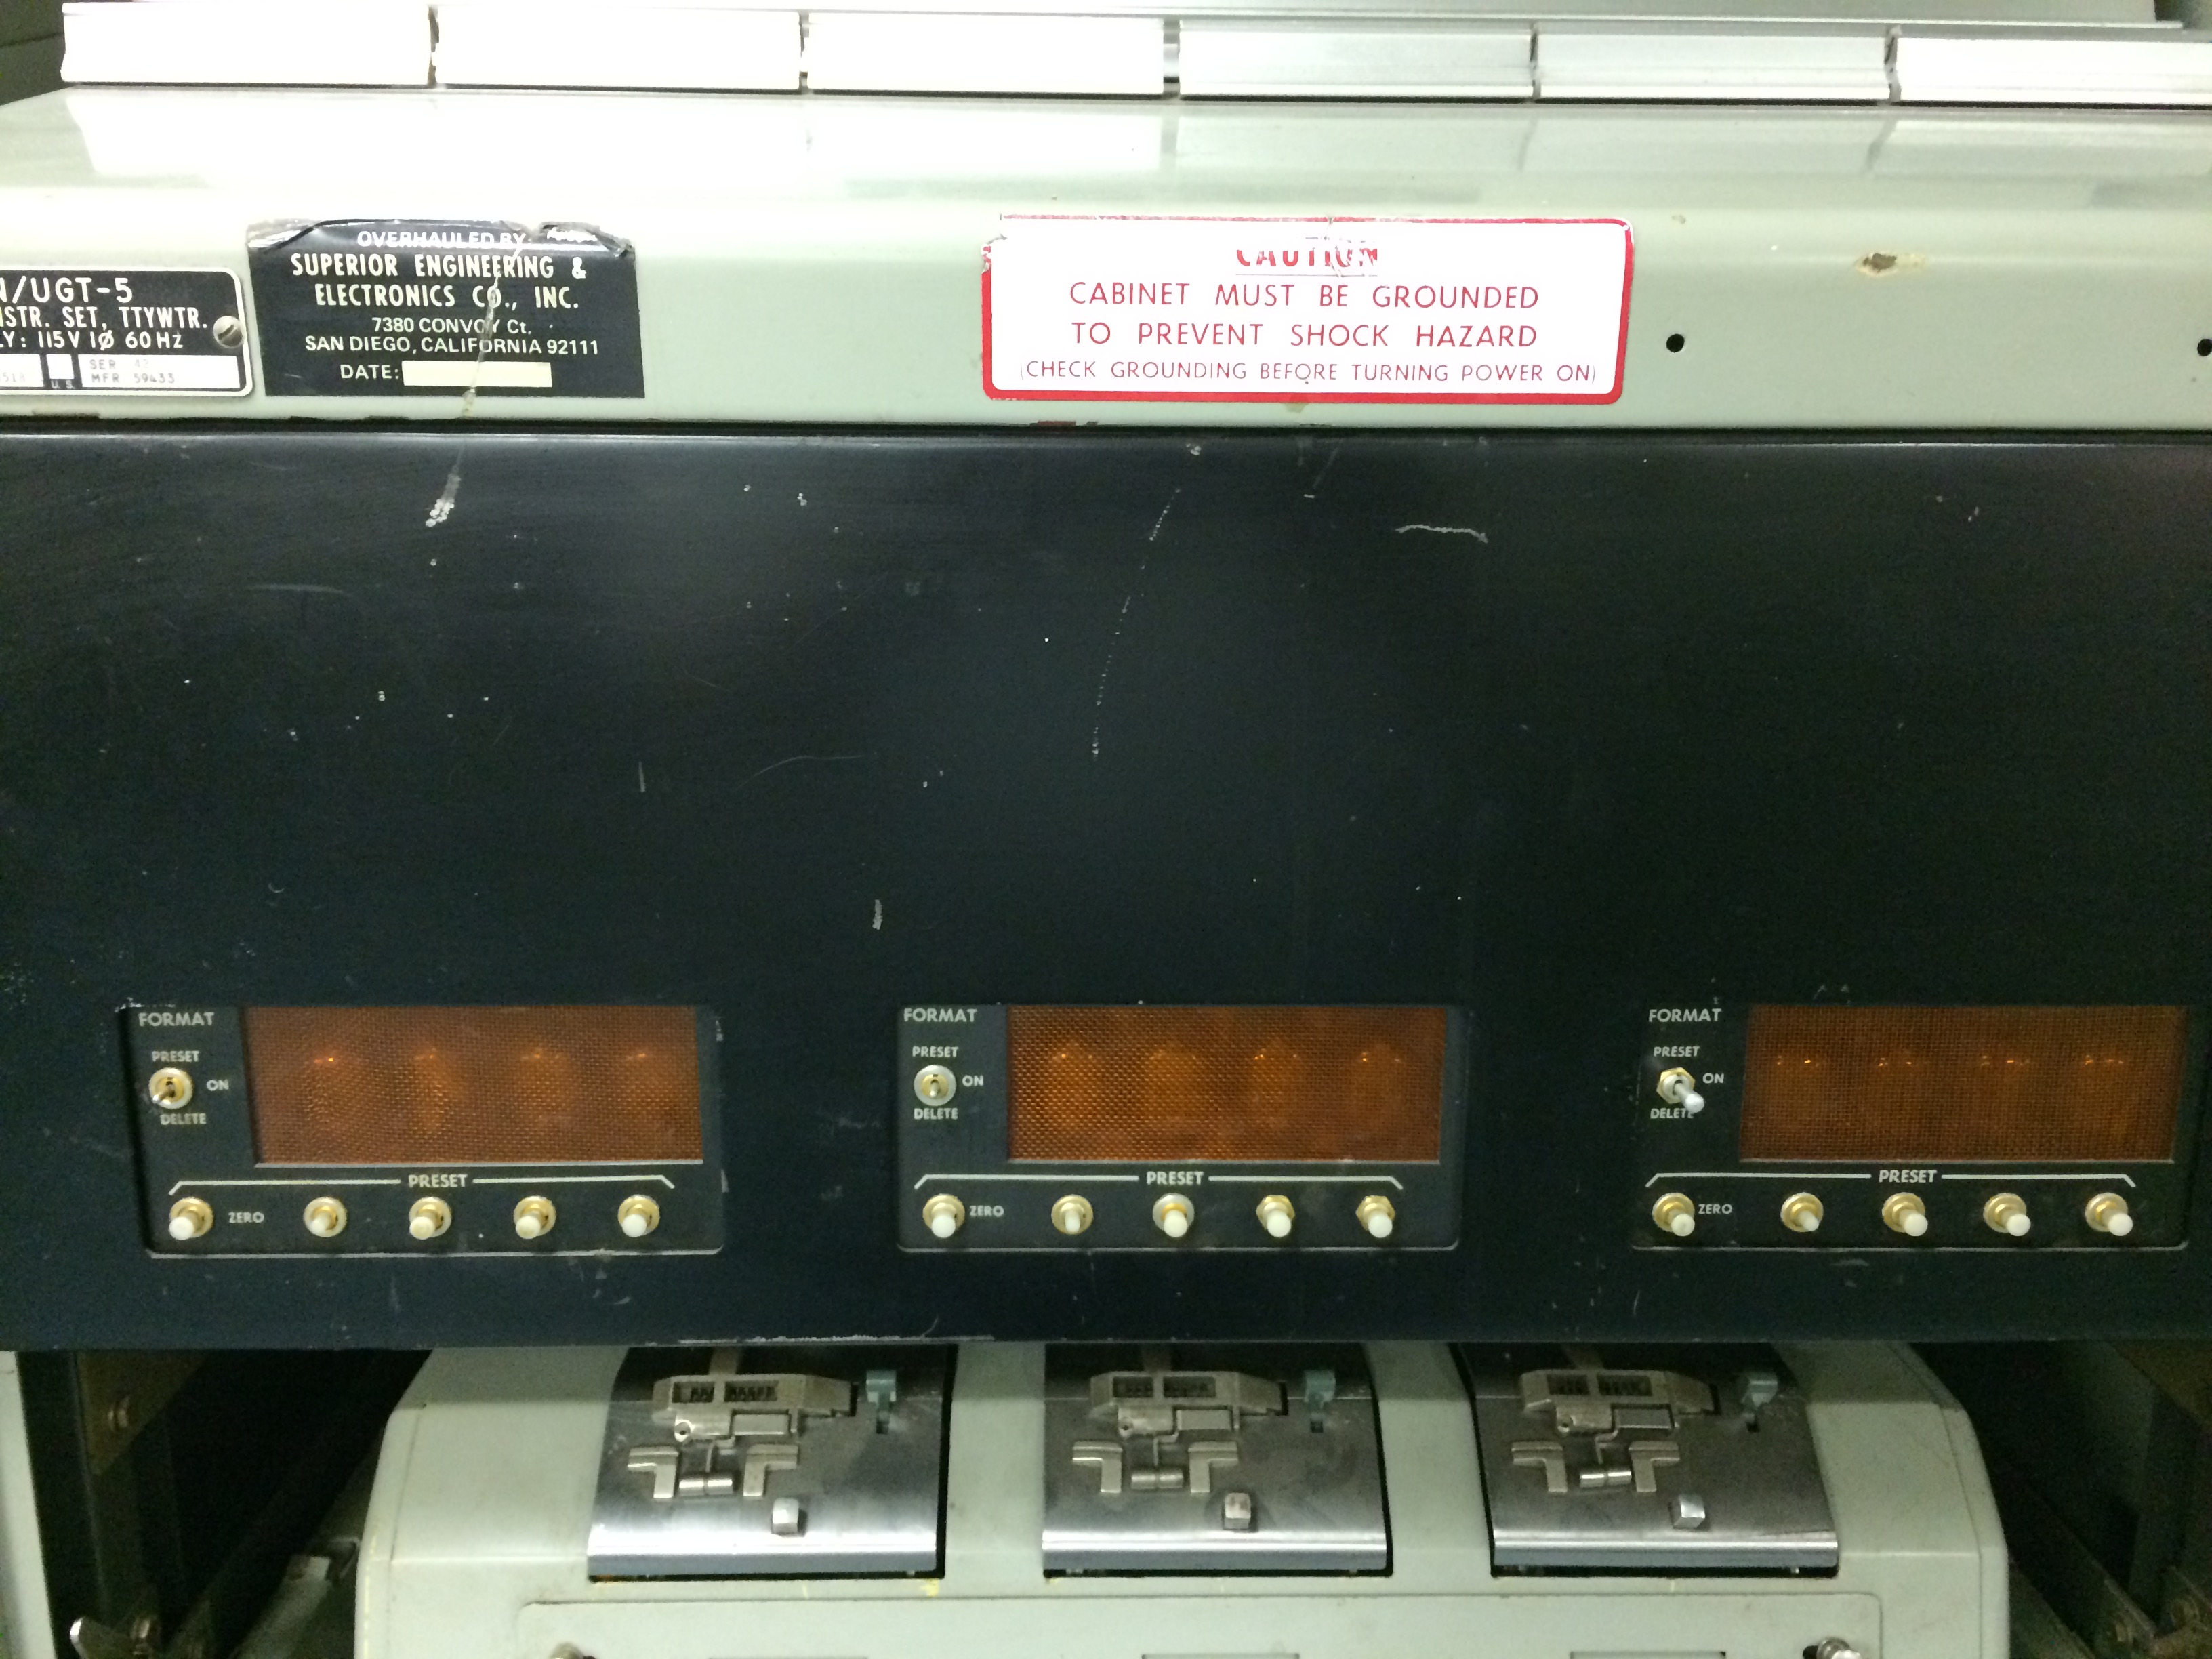 N/UGT-5
NSTR. SET, TTYWTR.
LY: 115V 1Ø 60HZ
SER
U.S.
MFR 59433
OVERHAULED BY:
SUPERIOR ENGINEERING &
ELECTRONICS CO., INC.
7380 CONVOY Ct.
SAN DIEGO, CALIFORNIA 92111
DATE:
CAUTION
CABINET MUST BE GROUNDED
TO PREVENT SHOCK HAZARD
(CHECK GROUNDING BEFORE TURNING POWER ON)
FORMAT
PRESET
ON
DELETE
PRESET
ZERO
FORMAT
PRESET
ON
DELETE
PRESET
ZERO
FORMAT
PRESET
ON
DELETE
PRESET
ZERO